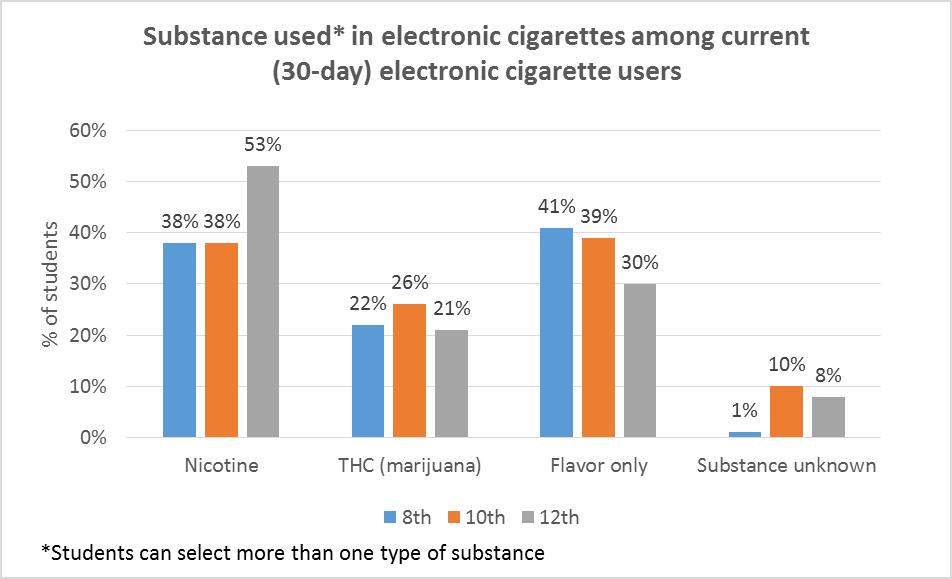 Substance used* in electronic cigarettes among current
(30-day) electronic cigarette users
% of students
60%
50%
40%
30%
20%
10%
0%
38% 38% 53%
22% 26% 21%
41% 39% 30%
1% 10% 8%
Nicotine THC (marijuana) Flavor only Substance unknown
8th 10th 12th
*Students can select more than one type of substance